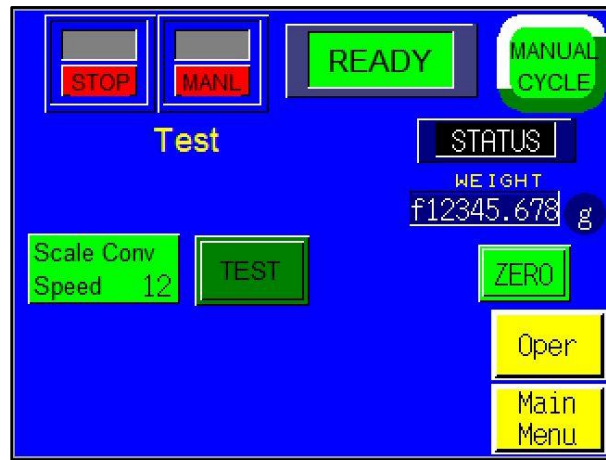 STOP
MANL
READY
MANUAL
CYCLE
Test
STATUS
WEIGHT
f12345.678 g
Scale Conv
Speed 12
TEST
ZERO
Oper
Main
Menu